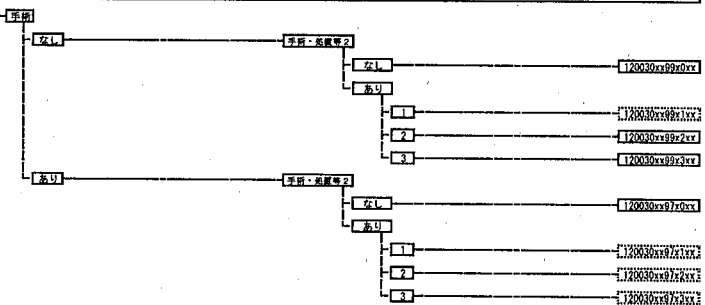 手術
なし 手術・処置等2
なし 120030xx99x0xx
あり
1 120030xx99x1xx
2 120030xx99x2xx
3 120030xx99x3xx
あり 手術・処置等2
なし 120030xx97x0xx
あり
1 120030xx97x1xx
2 120030xx97x2xx
3 120030xx97x3xx